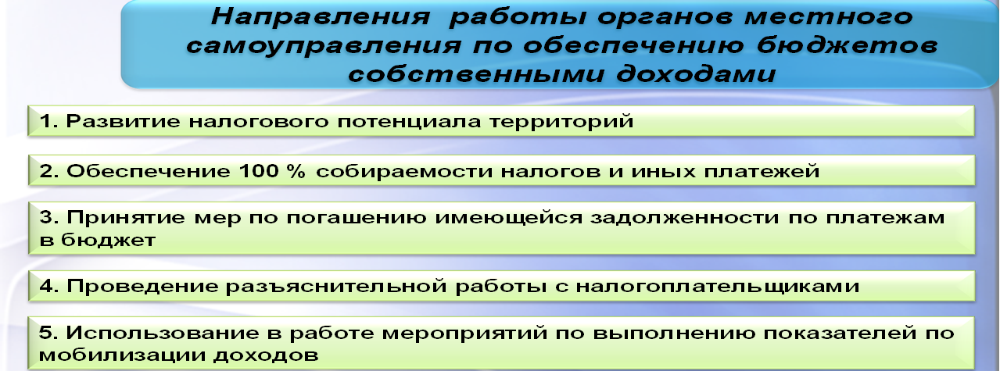 Направления работы органов местного
самоуправления по обеспечению бюджетов
собственными доходами
1. Развитие налогового потенциала территорий
2. Обеспечение 100 % собираемости налогов и иных платежей
3. Принятие мер по погашению имеющейся задолженности по платежам
в бюджет
4. Проведение разъяснительной работы с налогоплательщиками
5. Использование в работе мероприятий по выполнению показателей по
мобилизации доходов